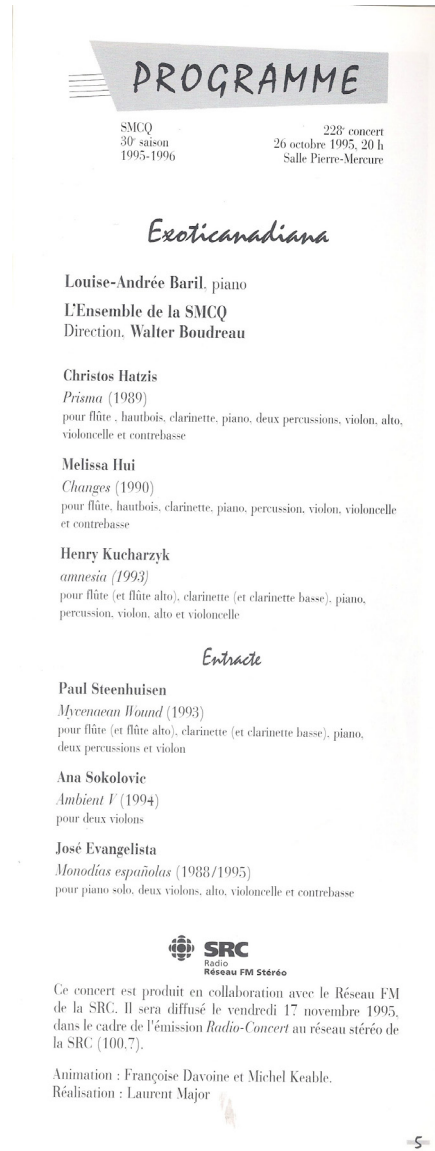 PROGRAMME
SMCQ
30e saison
1995-1996
228e concert
26 octobre 1995, 20 h
Salle Pierre-Mercure
Exoticanadiana
Louise-Andrée Baril, piano
L'Ensemble de la SMCQ
Direction, Walter Boudreau
Christos Hatzis
Prisma (1989)
pour flûte , hautbois, clarinette, piano, deux percussions, violon, alto,
violoncelle et contrebasse
Melissa Hui
Changes (1990)
pour flûte, hautbois, clarinette, piano, percussion, violon, violoncelle
et contrebasse
Henry Kucharzyk
amnesia (1993)
pour flûte (et flûte alto), clarinette (et clarinette basse), piano,
percussion, violon, alto et violoncelle
Entracte
Paul Steenhuisen
Mycenaean Wound (1993)
pour flûte (et flûte alto), clarinette (et clarinette basse), piano,
deux percussions et violon
Ana Sokolovic
Ambient V (1994)
pour deux violons
José Evangelista
Monodías españolas (1988/1995)
pour piano solo, deux violons, alto, violoncelle et contrebasse
SRC
Radio
Réseau FM Stéréo
Ce concert est produit en collaboration avec le Réseau FM
de la SRC. Il sera diffusé le vendredi 17 novembre 1995,
dans le cadre de l'émission Radio-Concert au réseau stéréo de
la SRC (100,7).
Animation : Françoise Davoine et Michel Keable.
Réalisation : Laurent Major
5